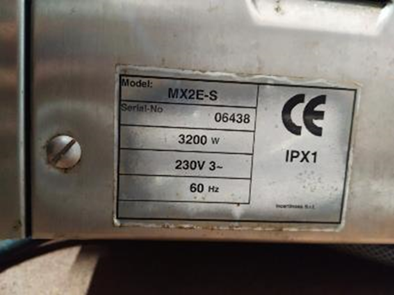 Model:
MX2E-S
Serial-No
06438
3200 W
230V 3~
60 Hz
CE
IPX1